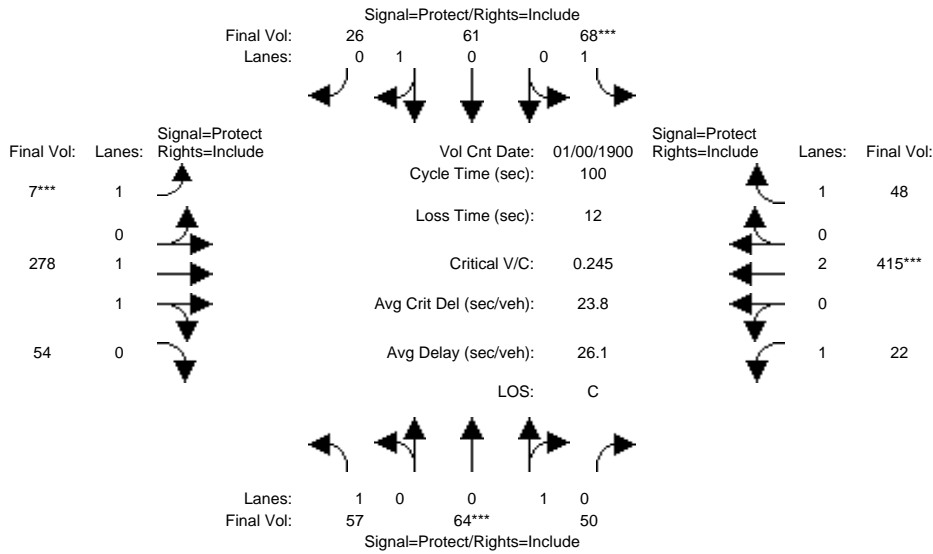 Signal=Protect/Rights=Include
Final Vol: 26 61 68***
Lanes: 0 1 0 0 1
Signal=Protect Signal=Protect
Final Vol: Lanes: Rights=Include Vol Cnt Date: 01/00/1900 Rights=Include Lanes: Final Vol:
Cycle Time (sec): 100
7*** 1 1 48
Loss Time (sec): 12
0 0
278 1 Critical V/C: 0.245 2 415***
1 Avg Crit Del (sec/veh): 23.8 0
54 0 Avg Delay (sec/veh): 26.1 1 22
LOS: C
Lanes: 1 0 0 1 0
Final Vol: 57 64*** 50
Signal=Protect/Rights=Include